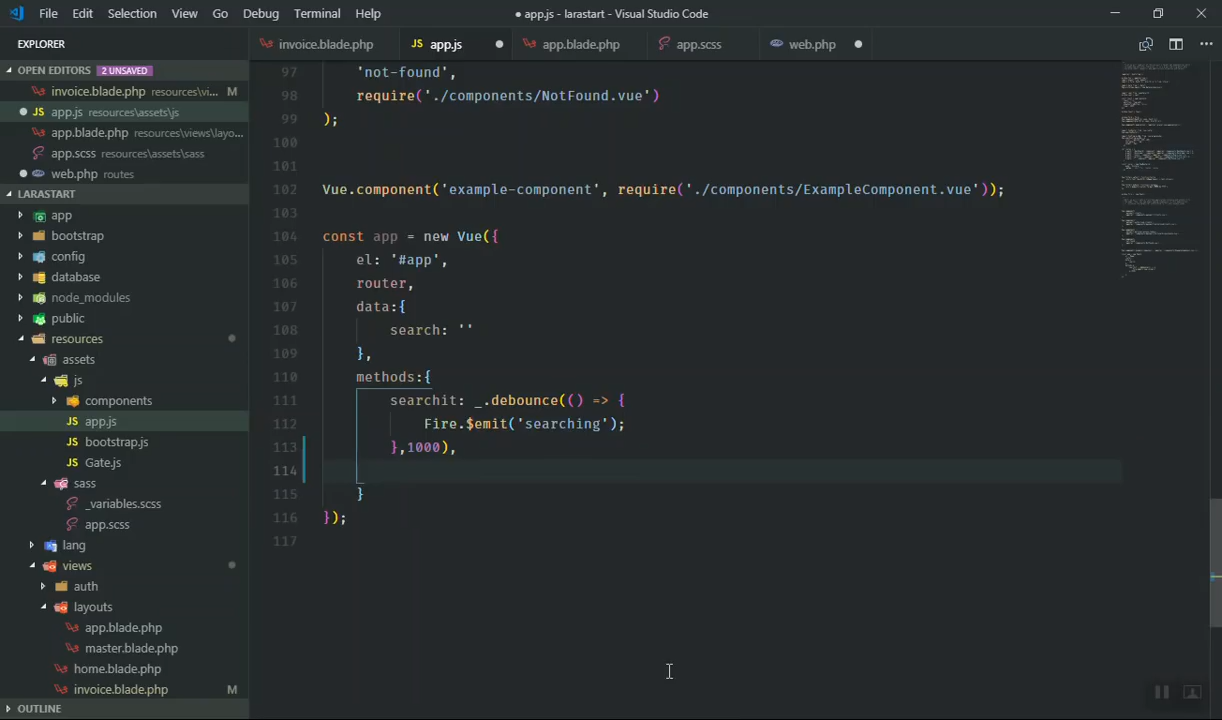 File Edit Selection View Go Debug Terminal Help
● app.js - larastart - Visual Studio Code
EXPLORER
invoice.blade.php
JS app.js
app.blade.php
app.scss
web.php
OPEN EDITORS 2 UNSAVED
invoice.blade.php resources\vi... M
JS app.js resources\assets\js
app.blade.php resources\views\layo...
app.scss resources\assets\sass
web.php routes
LARASTART
app
bootstrap
config
database
node_modules
public
resources
assets
js
components
JS app.js
JS bootstrap.js
JS Gate.js
sass
_variables.scss
app.scss
lang
views
auth
layouts
app.blade.php
master.blade.php
home.blade.php
invoice.blade.php M
OUTLINE
97 'not-found',
98 require('./components/NotFound.vue')
99 );
100
101
102 Vue.component('example-component', require('./components/ExampleComponent.vue'));
103
104 const app = new Vue({
105 el: '#app',
106 router,
107 data:{
108 search: ''
109 },
110 methods:{
111 searchit: _.debounce(() => {
112 Fire.$emit('searching');
113 },1000),
114
115 }
116 });
117